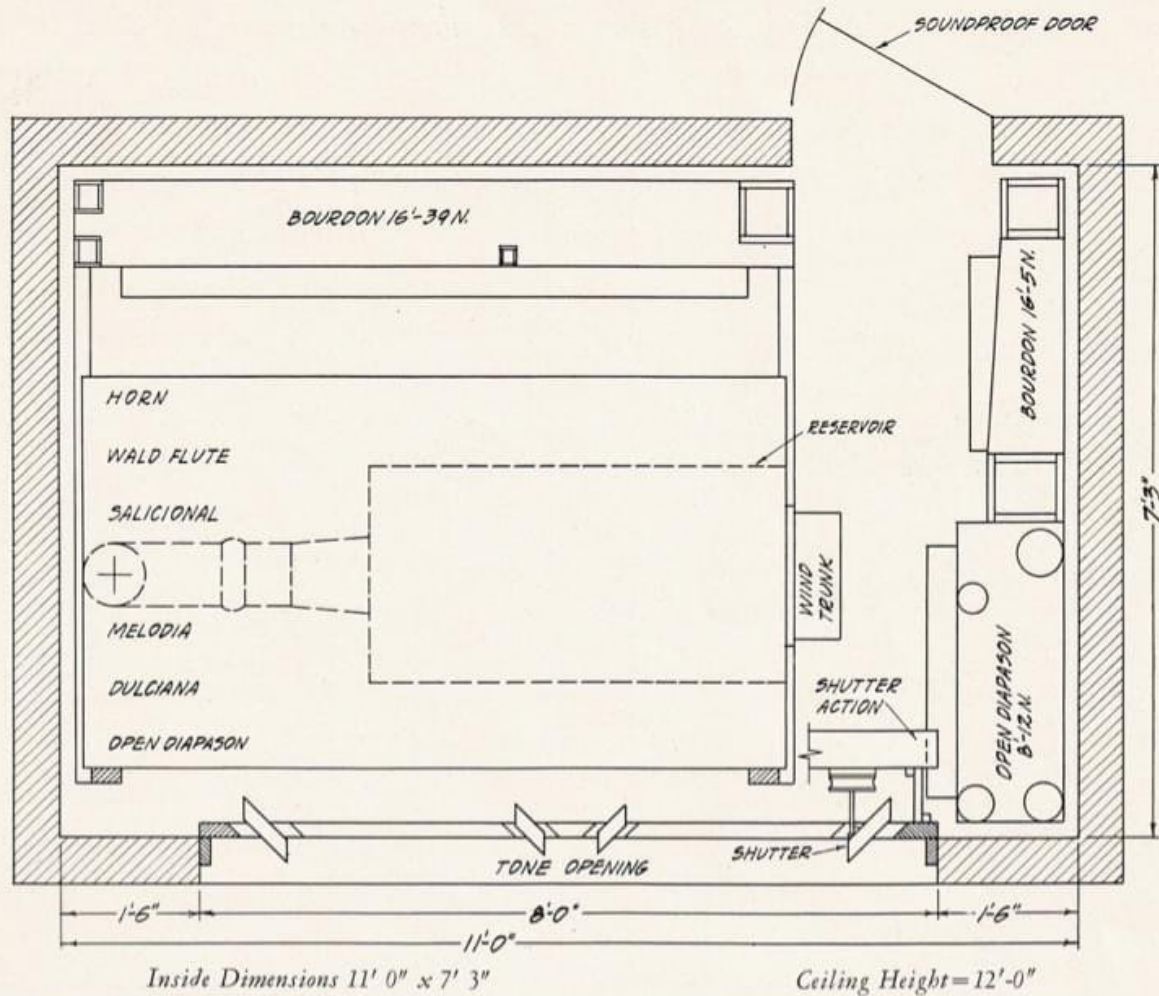 SOUNDPROOF DOOR
BOURDON 16'-39 N.
BOURDON 16'-5 N.
HORN
WALD FLUTE
RESERVOIR
SALICIONAL
7'-3"
WIND
TRUNK
MELODIA
DULCIANA
SHUTTER
ACTION
OPEN DIAPASON
8'-12 N.
OPEN DIAPASON
SHUTTER
TONE OPENING
1'-6"
8'-0"
1'-6"
11'-0"
Inside Dimensions 11' 0" x 7' 3"
Ceiling Height = 12'-0"